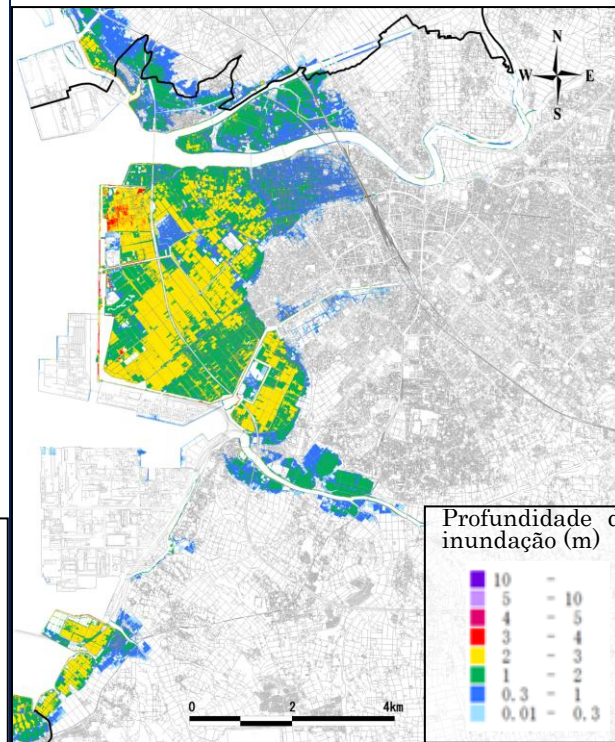 N
W E
S
0 2 4km
Profundidade d
inundação (m)
10 -
5 - 10
4 - 5
3 - 4
2 - 3
1 - 2
0.3 - 1
0.01 - 0.3